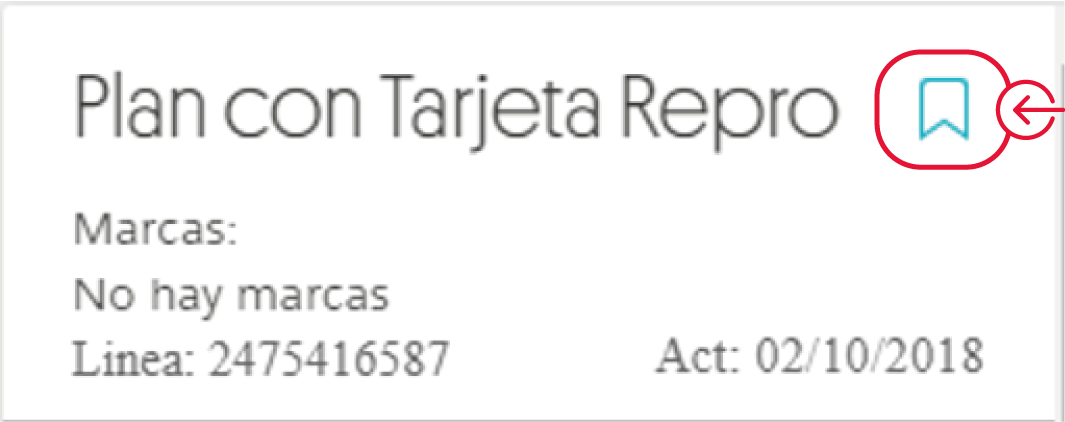 Plan con Tarjeta Repro
Marcas:
No hay marcas
Linea: 2475416587 Act: 02/10/2018